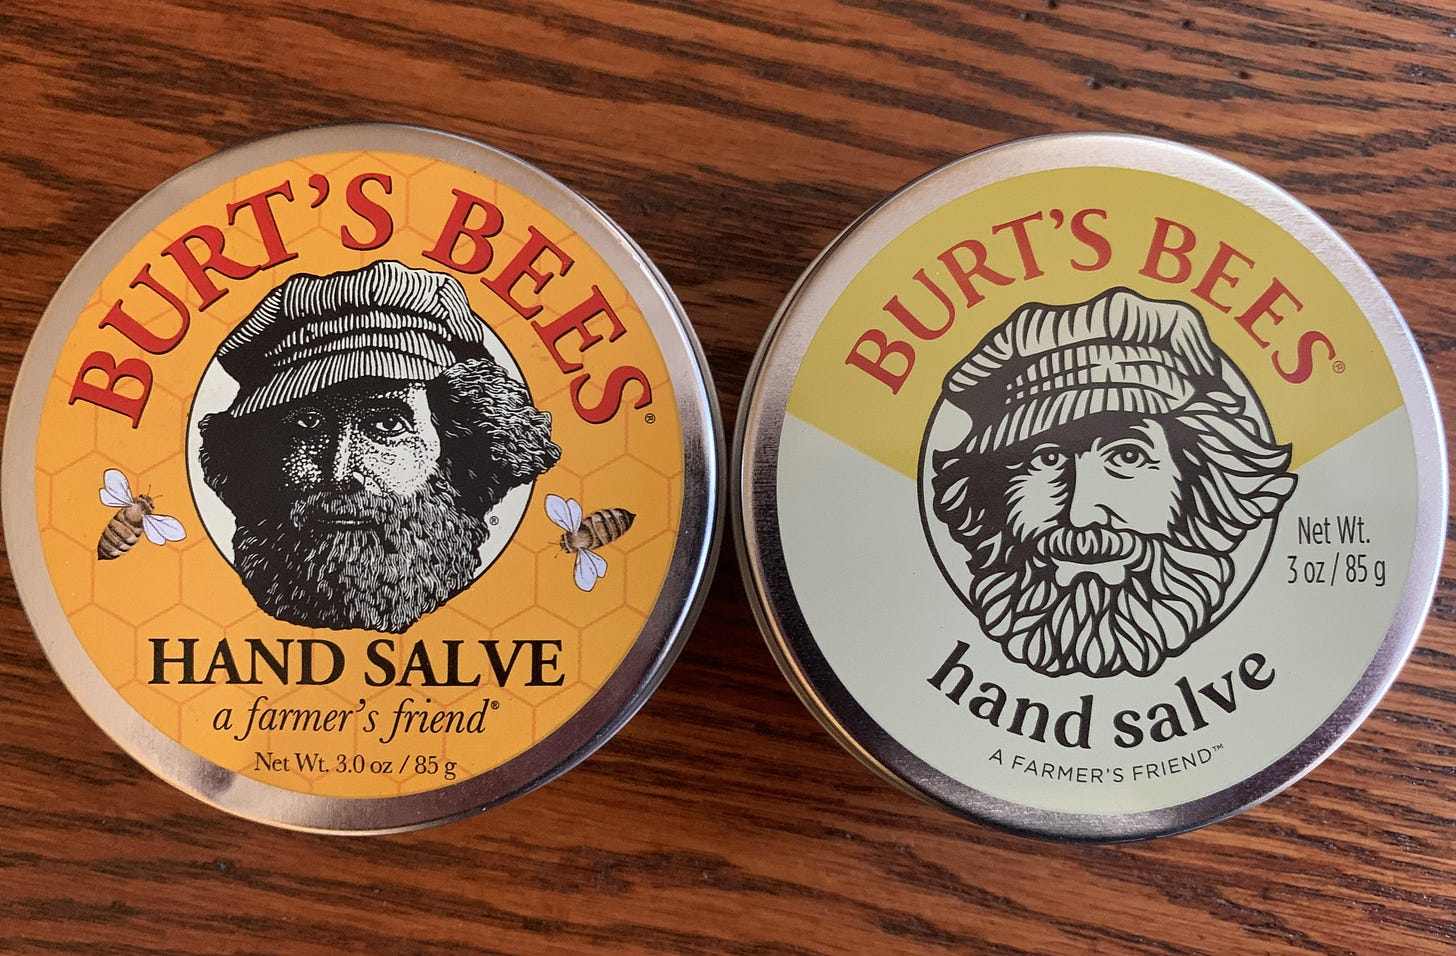 BURT'S BEES®
®
HAND SALVE
a farmer's friend®
Net Wt. 3.0 oz / 85 g
BURT'S BEES®
Net Wt.
3 oz / 85 g
hand salve
A FARMER'S FRIEND™